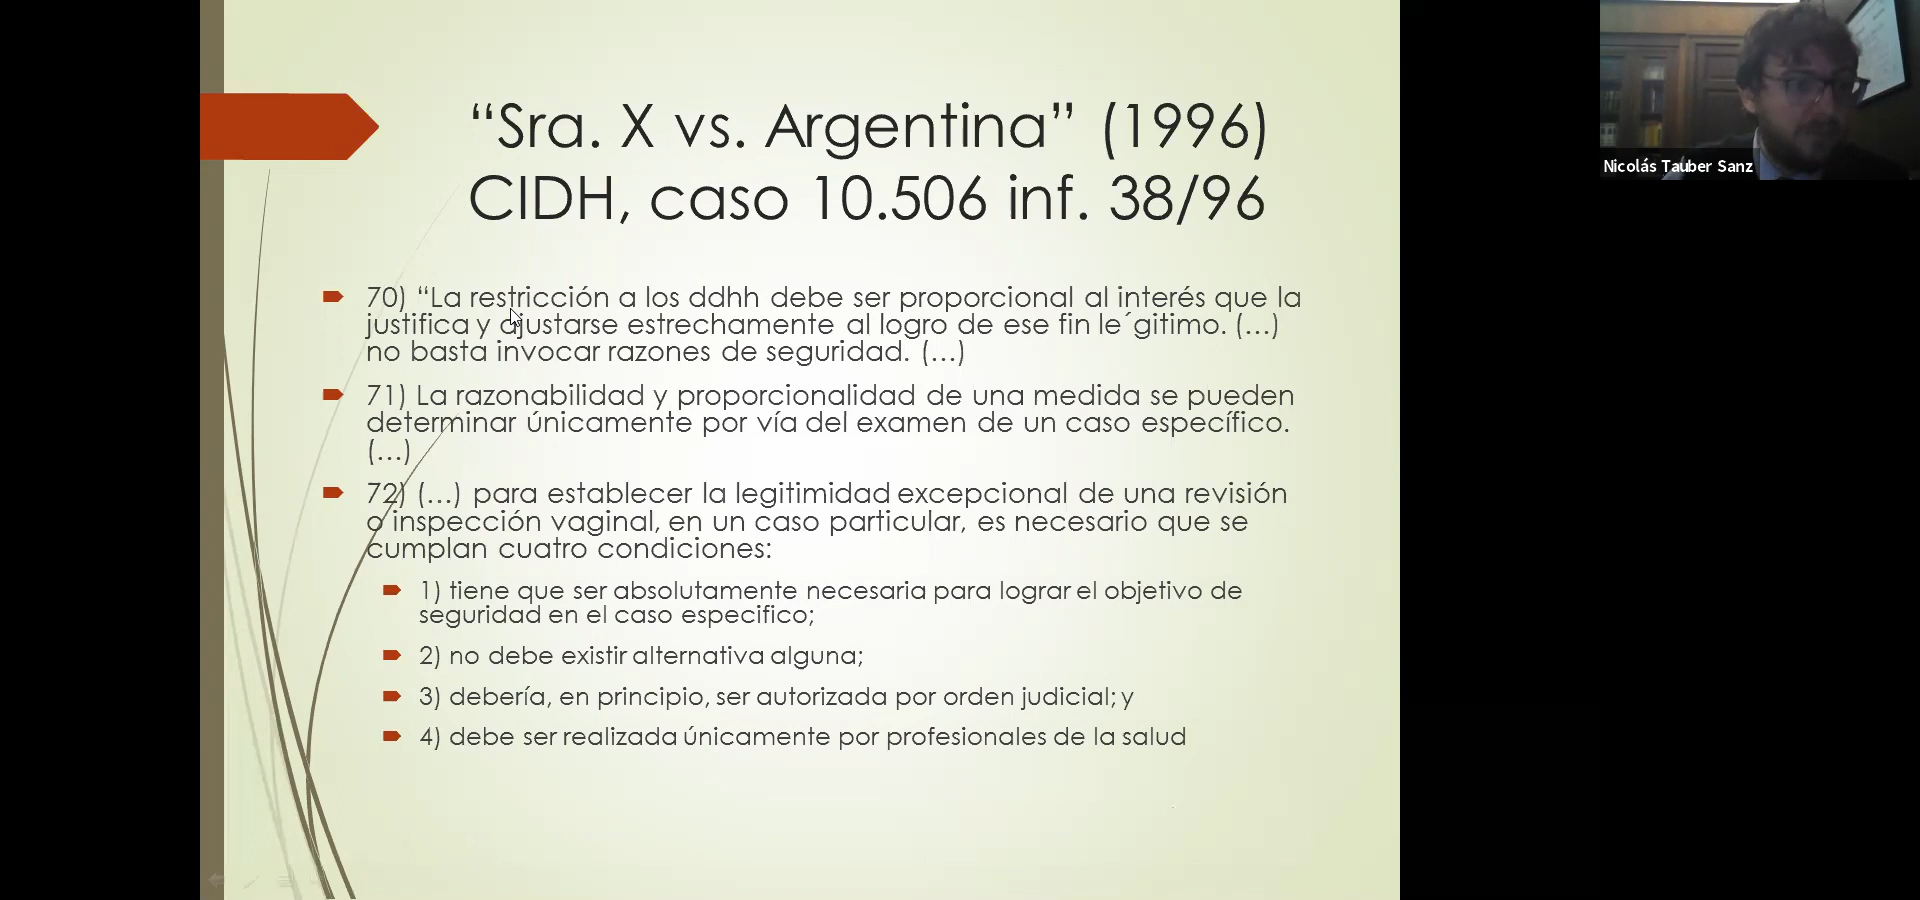 “Sra. X vs. Argentina” (1996)
CIDH, caso 10.506 inf. 38/96
70) “La restricción a los ddhh debe ser proporcional al interés que la
justifica y ajustarse estrechamente al logro de ese fin le´gitimo. (…)
no basta invocar razones de seguridad. (…)
71) La razonabilidad y proporcionalidad de una medida se pueden
determinar únicamente por vía del examen de un caso específico.
(…)
72) (…) para establecer la legitimidad excepcional de una revisión
o inspección vaginal, en un caso particular, es necesario que se
cumplan cuatro condiciones:
1) tiene que ser absolutamente necesaria para lograr el objetivo de
seguridad en el caso especifico;
2) no debe existir alternativa alguna;
3) debería, en principio, ser autorizada por orden judicial; y
4) debe ser realizada únicamente por profesionales de la salud
Nicolás Tauber Sanz